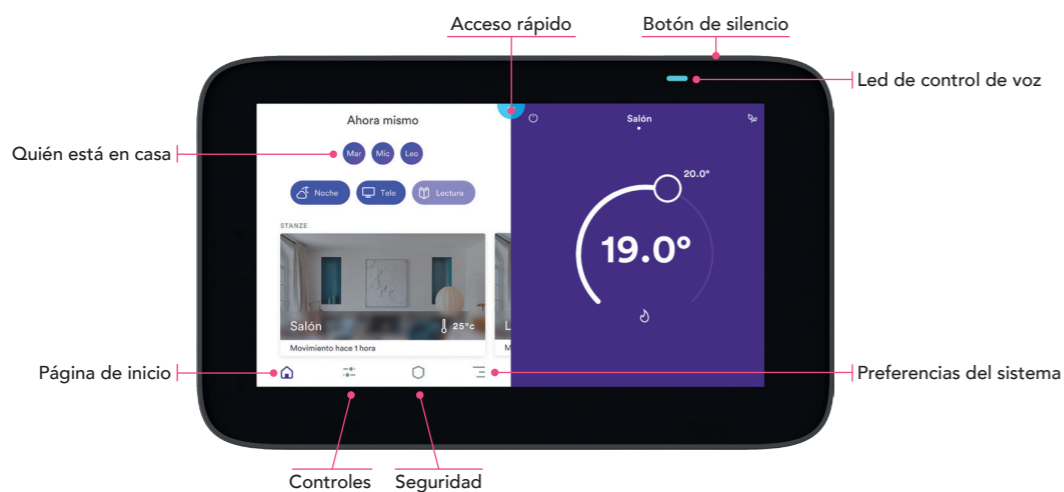 Acceso rápido
Botón de silencio
Led de control de voz
Ahora mismo
Salón
Quién está en casa
Mar Mic Leo
20.0°
Noche Tele Lectura
STANZE
19.0°
Salón 25°c L
Movimiento hace 1 hora M
Página de inicio
Preferencias del sistema
Controles Seguridad